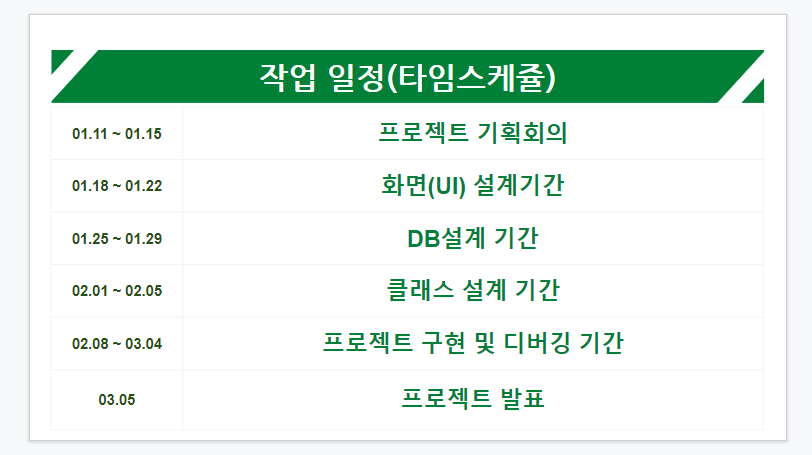 작업 일정(타임스케쥴)
01.11 ~ 01.15 프로젝트 기획회의
01.18 ~ 01.22 화면(UI) 설계기간
01.25 ~ 01.29 DB설계 기간
02.01 ~ 02.05 클래스 설계 기간
02.08 ~ 03.04 프로젝트 구현 및 디버깅 기간
03.05 프로젝트 발표